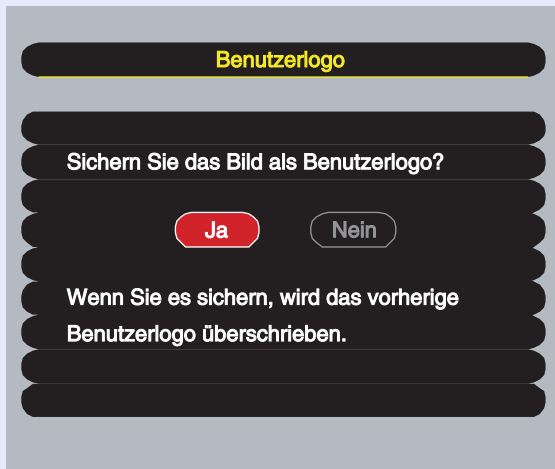 Benutzerlogo
Sichern Sie das Bild als Benutzerlogo?
Ja Nein
Wenn Sie es sichern, wird das vorherige
Benutzerlogo überschrieben.